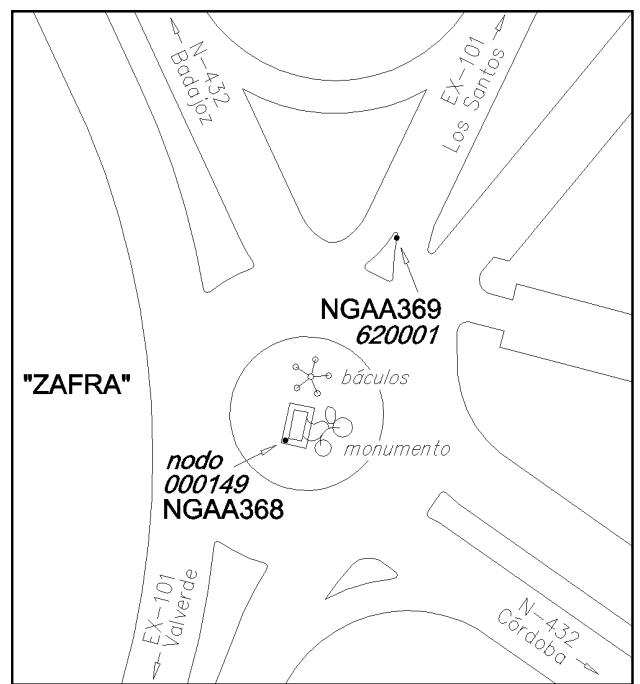 N-432
Badajoz
EX-101
Los Santos
NGAA369
620001
"ZAFRA"
báculos
monumento
nodo
000149
NGAA368
EX-101
Valverde
N-432
Córdoba